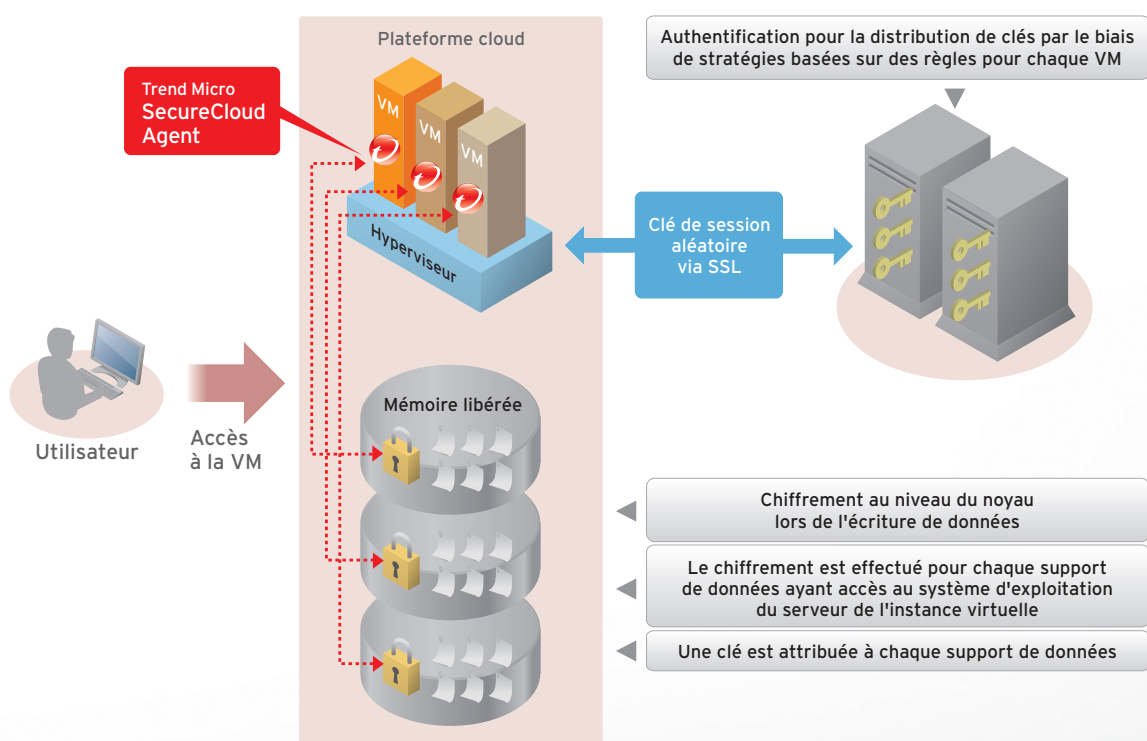 Plateforme cloud
Authentification pour la distribution de clés par le biais
de stratégies basées sur des règles pour chaque VM
Trend Micro
SecureCloud
Agent
VM
VM
VM
Hyperviseur
Clé de session
aléatoire
via SSL
Utilisateur
Accès
à la VM
Mémoire libérée
Chiffrement au niveau du noyau
lors de l'écriture de données
Le chiffrement est effectué pour chaque support
de données ayant accès au système d'exploitation
du serveur de l'instance virtuelle
Une clé est attribuée à chaque support de données